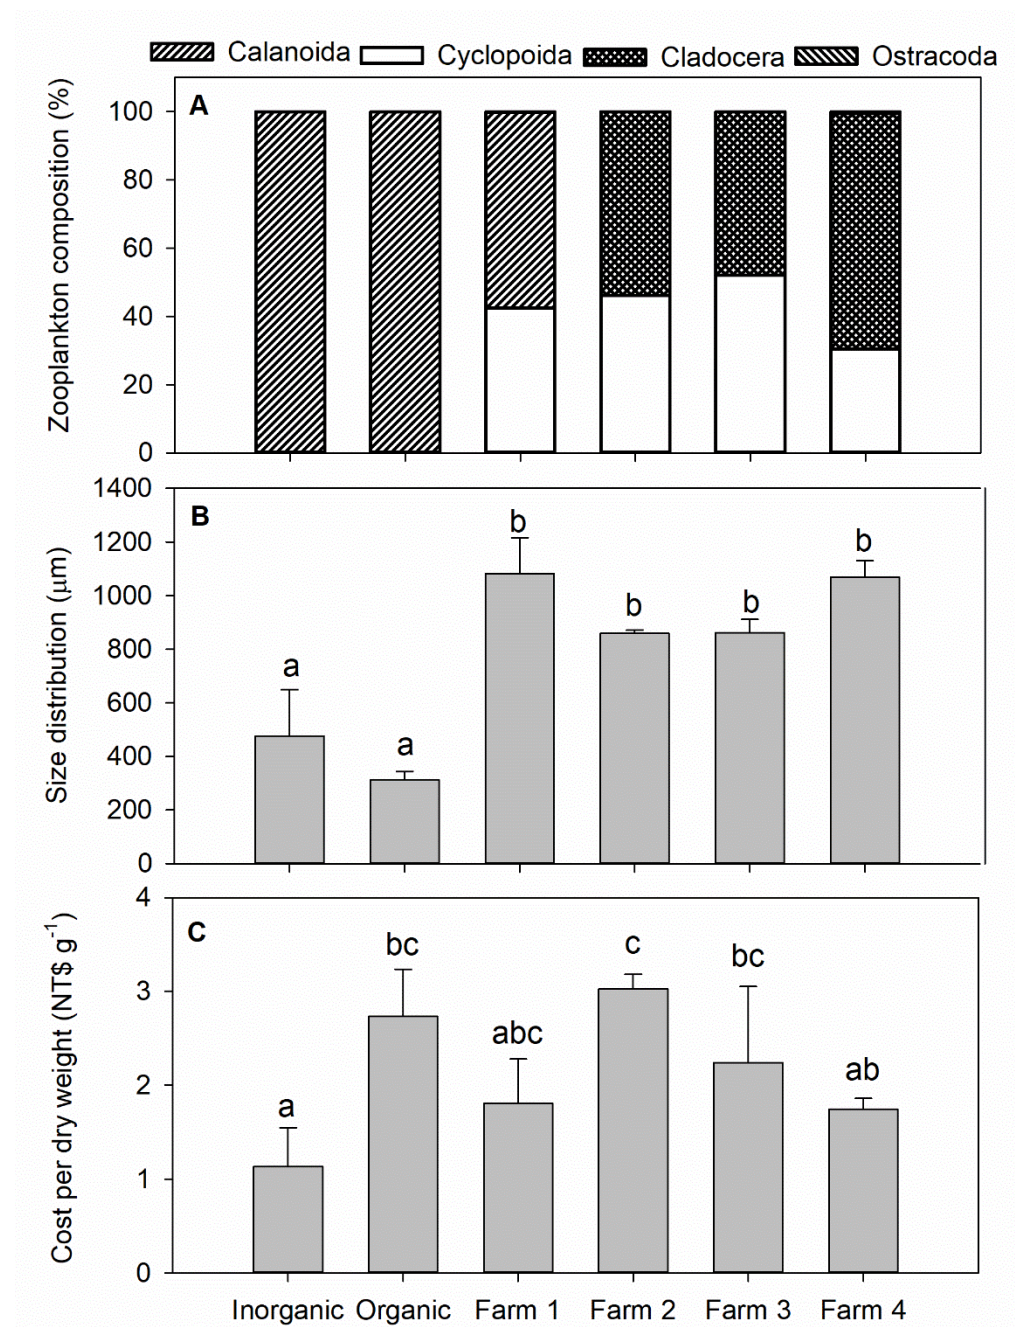 Calanoida Cyclopoida Cladocera Ostracoda
A
Zooplankton composition (%)
100
80
60
40
20
0
B
Size distribution (μm)
1400
1200
1000
800
600
400
200
0
a a b b b b
C
Cost per dry weight (NT$ g⁻¹)
4
3
2
1
0
a bc abc c bc ab
Inorganic Organic Farm 1 Farm 2 Farm 3 Farm 4